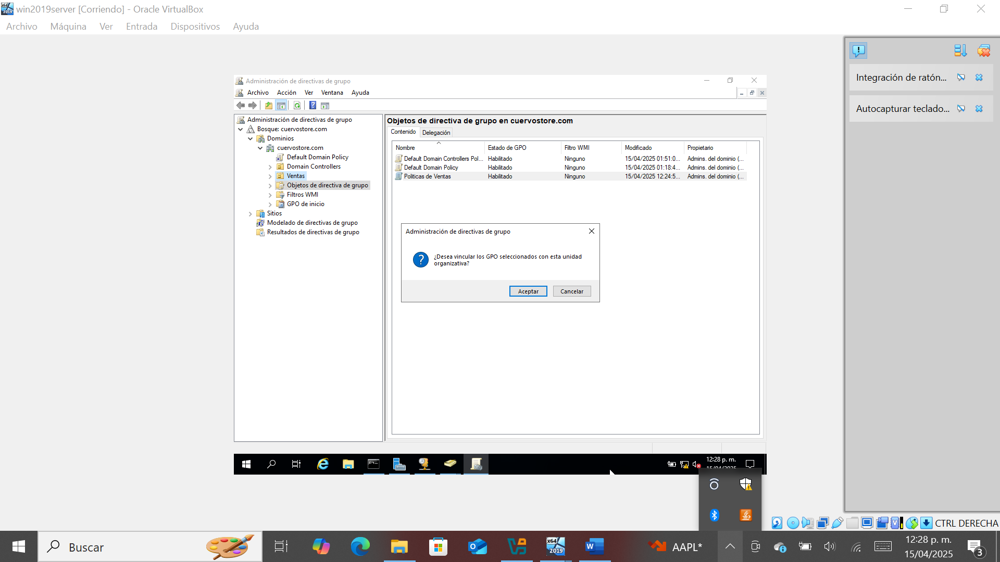 win2019server [Corriendo] - Oracle VirtualBox
Archivo Máquina Ver Entrada Dispositivos Ayuda
Integración de ratón...
Autocapturar teclado...
Administración de directivas de grupo
Archivo Acción Ver Ventana Ayuda
Administración de directivas de grupo
Bosque: cuervostore.com
Dominios
cuervostore.com
Default Domain Policy
Domain Controllers
Ventas
Objetos de directiva de grupo
Filtros WMI
GPO de inicio
Sitios
Modelado de directivas de grupo
Resultados de directivas de grupo
Objetos de directiva de grupo en cuervostore.com
Contenido Delegación
Nombre Estado de GPO Filtro WMI Modificado Propietario
Default Domain Controllers Pol... Habilitado Ninguno 15/04/2025 01:51:0... Admins. del dominio (...
Default Domain Policy Habilitado Ninguno 15/04/2025 01:18:4... Admins. del dominio (...
Politicas de Ventas Habilitado Ninguno 15/04/2025 12:24:5... Admins. del dominio (...
Administración de directivas de grupo
¿Desea vincular los GPO seleccionados con esta unidad
organizativa?
Aceptar Cancelar
12:28 p. m.
15/04/2025
CTRL DERECHA
Buscar
x64
2019
AAPL*
12:28 p. m.
15/04/2025
3